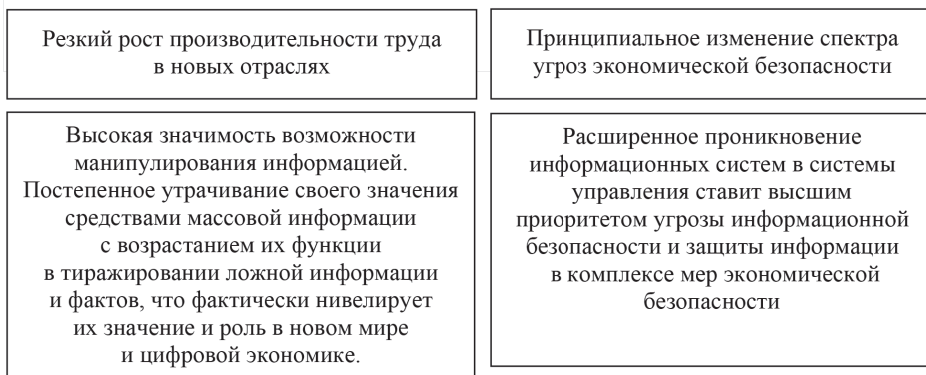 Резкий рост производительности труда
в новых отраслях
Принципиальное изменение спектра
угроз экономической безопасности
Высокая значимость возможности
манипулирования информацией.
Постепенное утрачивание своего значения
средствами массовой информации
с возрастанием их функции
в тиражировании ложной информации
и фактов, что фактически нивелирует
их значение и роль в новом мире
и цифровой экономике.
Расширенное проникновение
информационных систем в системы
управления ставит высшим
приоритетом угрозы информационной
безопасности и защиты информации
в комплексе мер экономической
безопасности